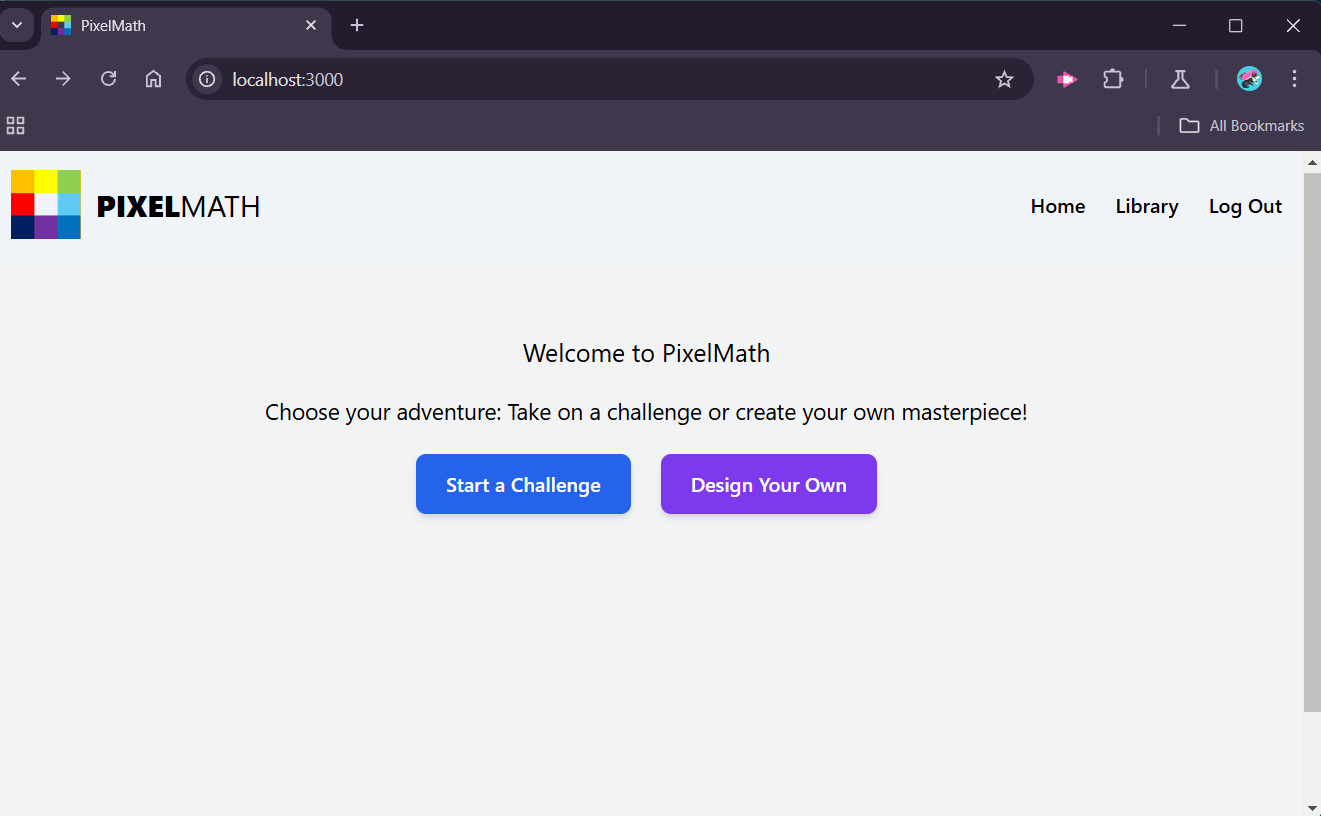 PixelMath
localhost:3000
All Bookmarks
PIXELMATH
Home Library Log Out
Welcome to PixelMath
Choose your adventure: Take on a challenge or create your own masterpiece!
Start a Challenge Design Your Own